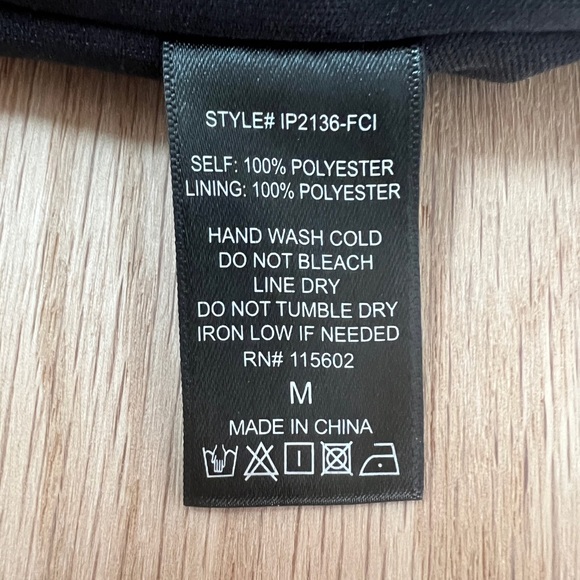 STYLE# IP2136-FCI
SELF: 100% POLYESTER
LINING: 100% POLYESTER
HAND WASH COLD
DO NOT BLEACH
LINE DRY
DO NOT TUMBLE DRY
IRON LOW IF NEEDED
RN# 115602
M
MADE IN CHINA